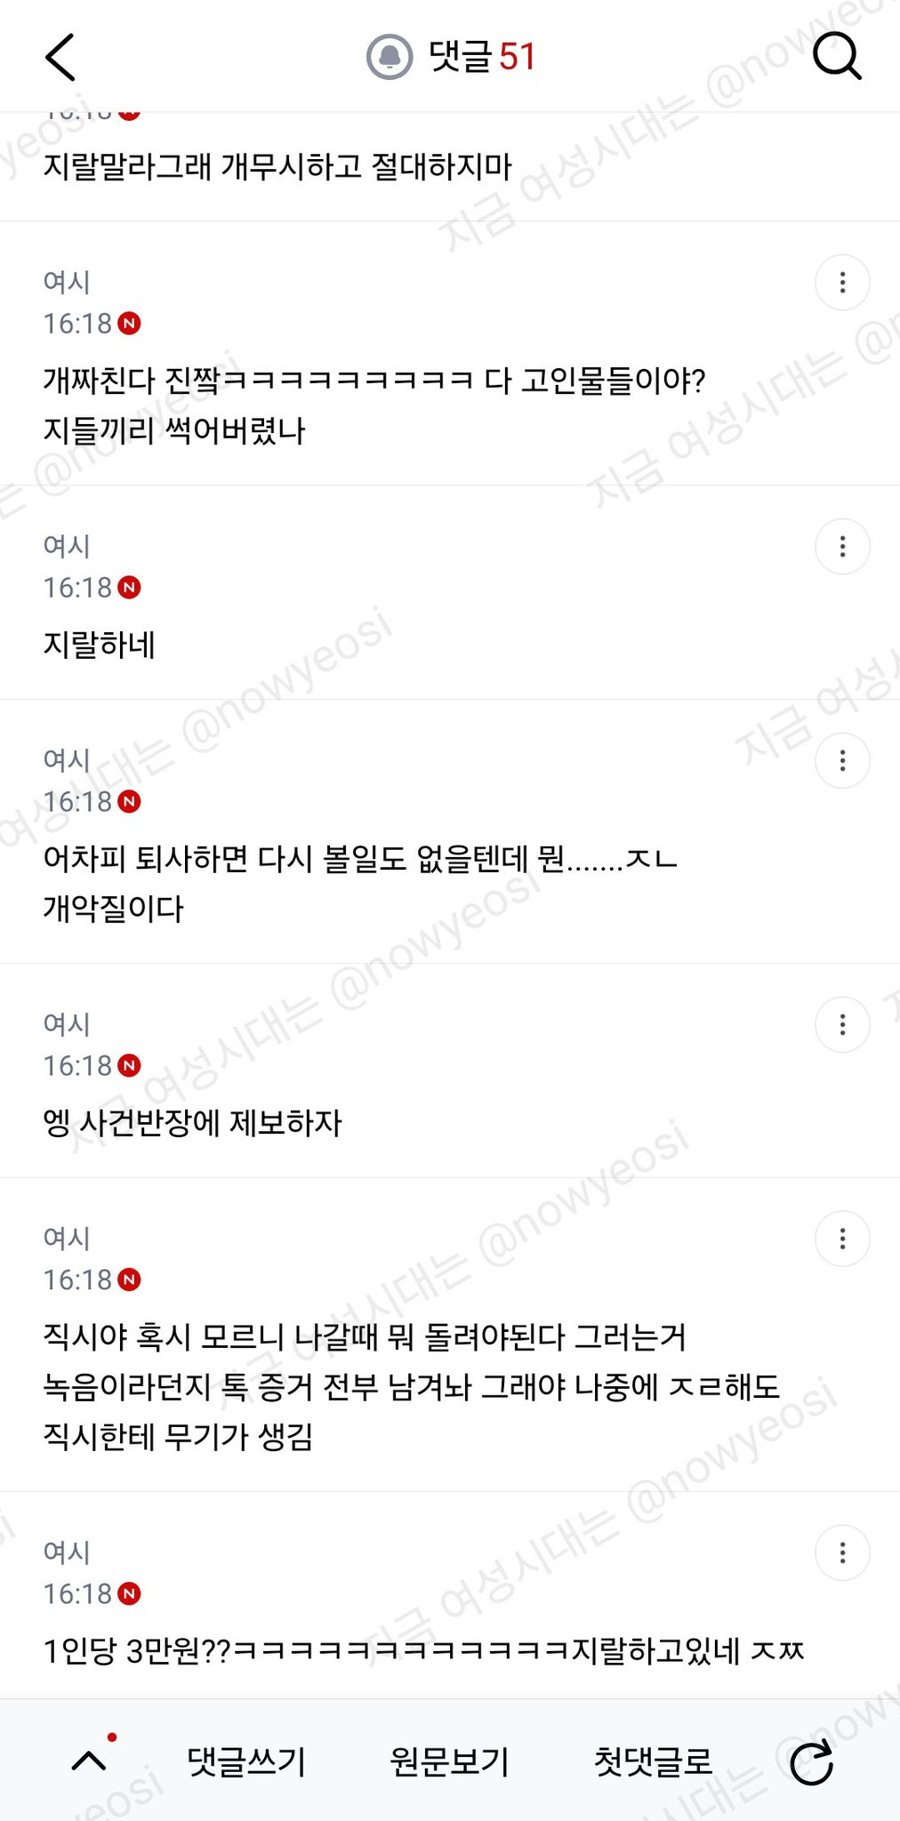 댓글 51
16:18
지랄말라그래 개무시하고 절대하지마
여시
16:18 N
개짜친다 진짴ㅋㅋㅋㅋㅋㅋㅋㅋㅋ 다 고인물들이야?
지들끼리 썩어버렸나
여시
16:18 N
지랄하네
여시
16:18 N
어차피 퇴사하면 다시 볼일도 없을텐데 뭔.......ㅈㄴ
개악질이다
여시
16:18 N
엥 사건반장에 제보하자
여시
16:18 N
직시야 혹시 모르니 나갈때 뭐 돌려야된다 그러는거
녹음이라던지 톡 증거 전부 남겨놔 그래야 나중에 ㅈㄹ해도
직시한테 무기가 생김
여시
16:18 N
1인당 3만원??ㅋㅋㅋㅋㅋㅋㅋㅋㅋㅋㅋㅋ지랄하고있네 ㅈㅉ
댓글쓰기 원문보기 첫댓글로
지금 여성시대는 @nowyeosi